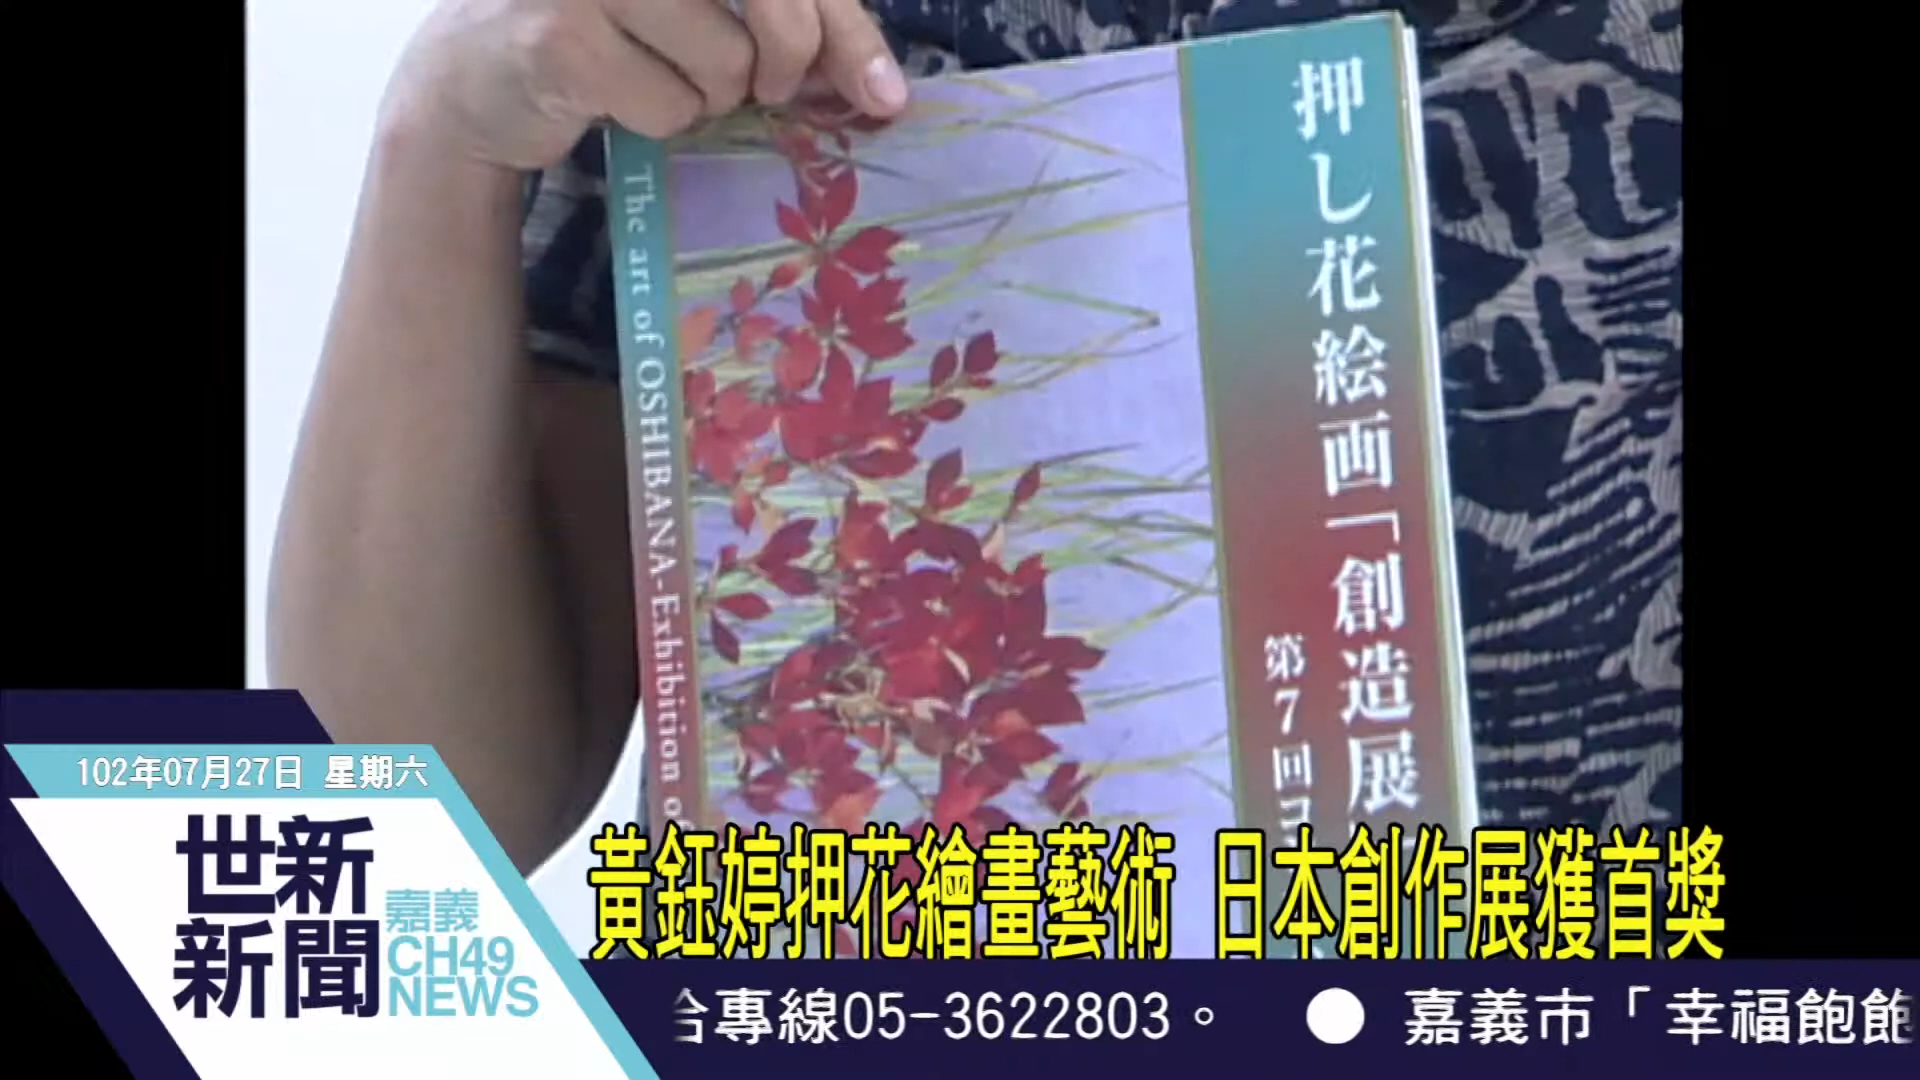 押し花絵画「創造展
第7回コ
The art of OSHIBANA-Exhibition of
102年07月27日 星期六
世新
新聞
嘉義
CH49
NEWS
黃鈺婷押花繪畫藝術 日本創作展獲首獎
專線05-3622803。 ● 嘉義市「幸福飽飽